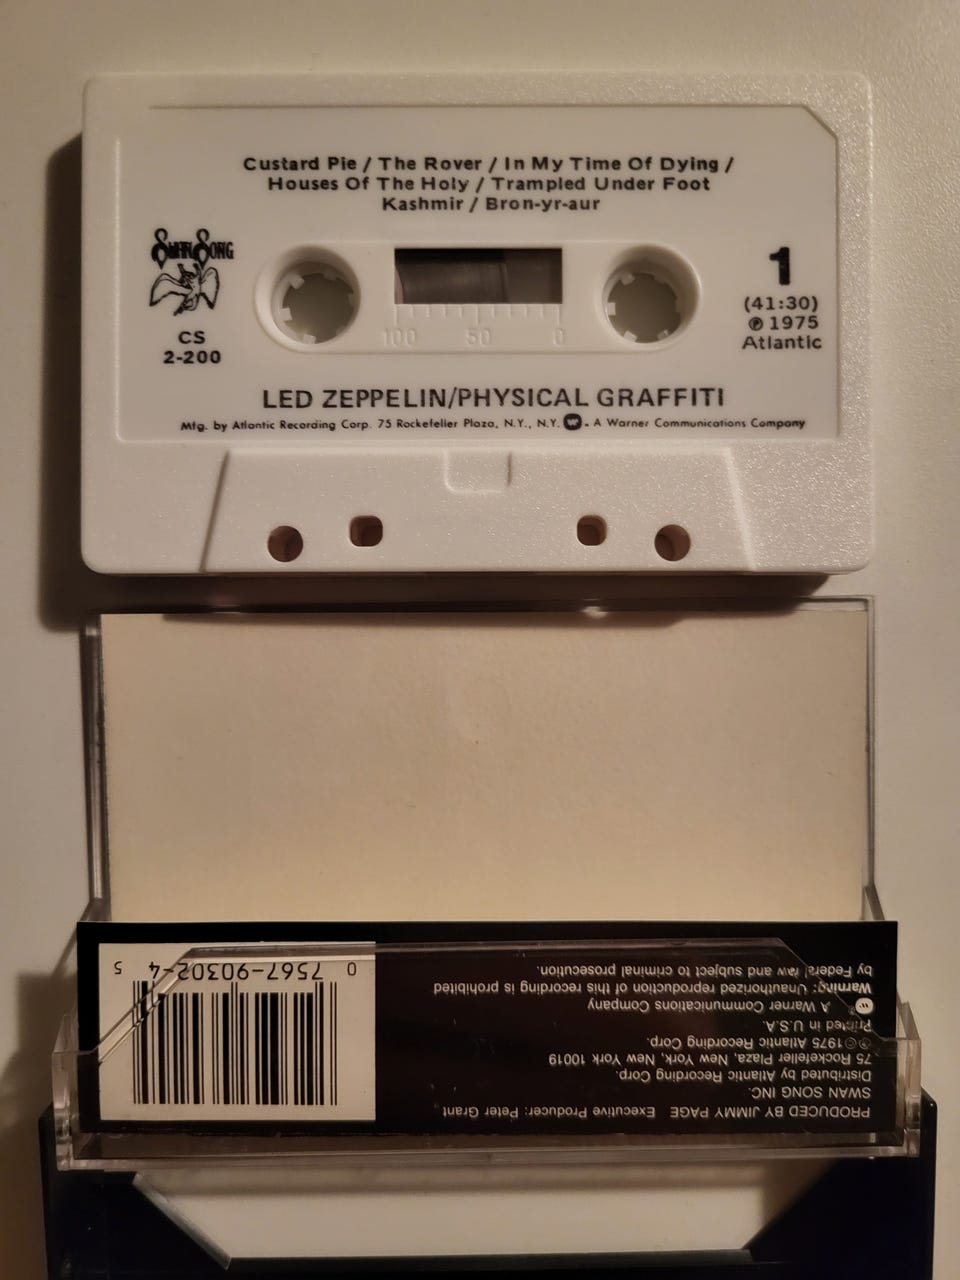 Custard Pie / The Rover / In My Time Of Dying /
Houses Of The Holy / Trampled Under Foot
Kashmir / Bron-yr-aur
SWAN SONG
CS
2-200
100 50 0
1
(41:30)
℗ 1975
Atlantic
LED ZEPPELIN/PHYSICAL GRAFFITI
Mfg. by Atlantic Recording Corp. 75 Rockefeller Plaza, N.Y., N.Y. W. A Warner Communications Company
PRODUCED BY JIMMY PAGE Executive Producer: Peter Grant
SWAN SONG INC.
Distributed by Atlantic Recording Corp.
75 Rockefeller Plaza, New York, New York 10019
℗©1975 Atlantic Recording Corp.
Printed in U.S.A.
W A Warner Communications Company
Warning: Unauthorized reproduction of this recording is prohibited
by Federal law and subject to criminal prosecution.
0 7567-90302-4 5